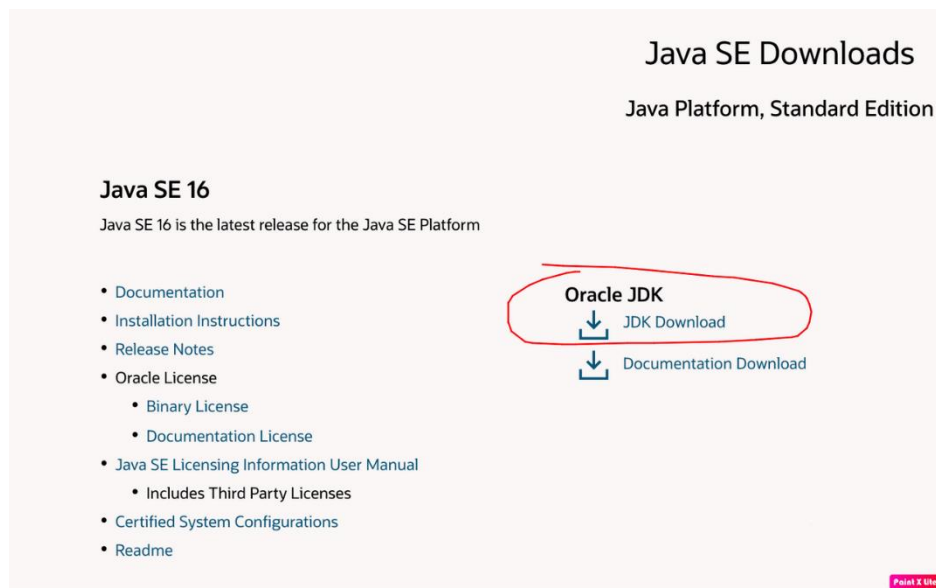 Java SE Downloads
Java Platform, Standard Edition
Java SE 16
Java SE 16 is the latest release for the Java SE Platform
• Documentation
• Installation Instructions
• Release Notes
• Oracle License
• Binary License
• Documentation License
• Java SE Licensing Information User Manual
• Includes Third Party Licenses
• Certified System Configurations
• Readme
Oracle JDK
JDK Download
Documentation Download
Paint X